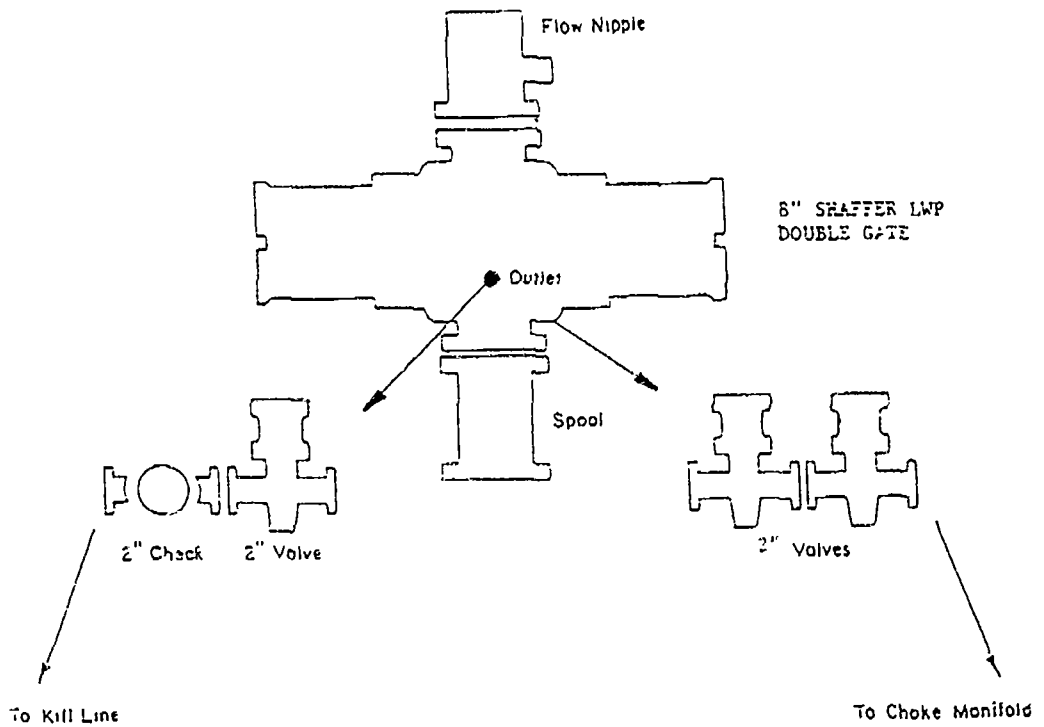 Flow Nipple
8" SHAFFER LWP
DOUBLE GATE
Outlet
Spool
2" Check
2" Valve
2" Valves
To Kill Line
To Choke Manifold